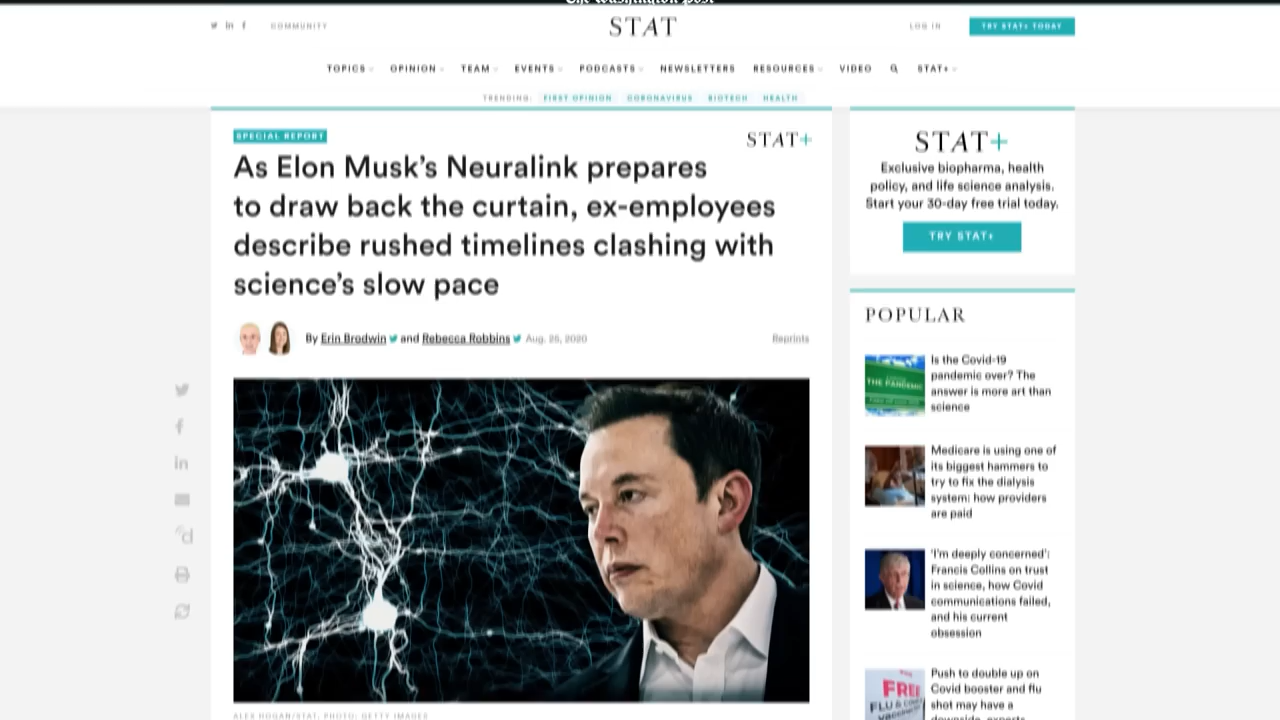 The Washington Post
COMMUNITY
STAT
LOG IN
TRY STAT+ TODAY
TOPICS
OPINION
TEAM
EVENTS
PODCASTS
NEWSLETTERS
RESOURCES
VIDEO
STAT+
TRENDING:
FIRST OPINION
CORONAVIRUS
BIOTECH
HEALTH
SPECIAL REPORT
STAT+
As Elon Musk's Neuralink prepares
to draw back the curtain, ex-employees
describe rushed timelines clashing with
science's slow pace
By Erin Brodwin and Rebecca Robbins Aug. 25, 2020
Reprints
ALEX HOGAN/STAT; PHOTO: GETTY IMAGES
STAT+
Exclusive biopharma, health
policy, and life science analysis.
Start your 30-day free trial today.
TRY STAT+
POPULAR
THE PANDEMIC
Is the Covid-19
pandemic over? The
answer is more art than
science
Medicare is using one of
its biggest hammers to
try to fix the dialysis
system: how providers
are paid
'I'm deeply concerned':
Francis Collins on trust
in science, how Covid
communications failed,
and his current
obsession
FREE
FLU &
Push to double up on
Covid booster and flu
shot may have a
downside, experts